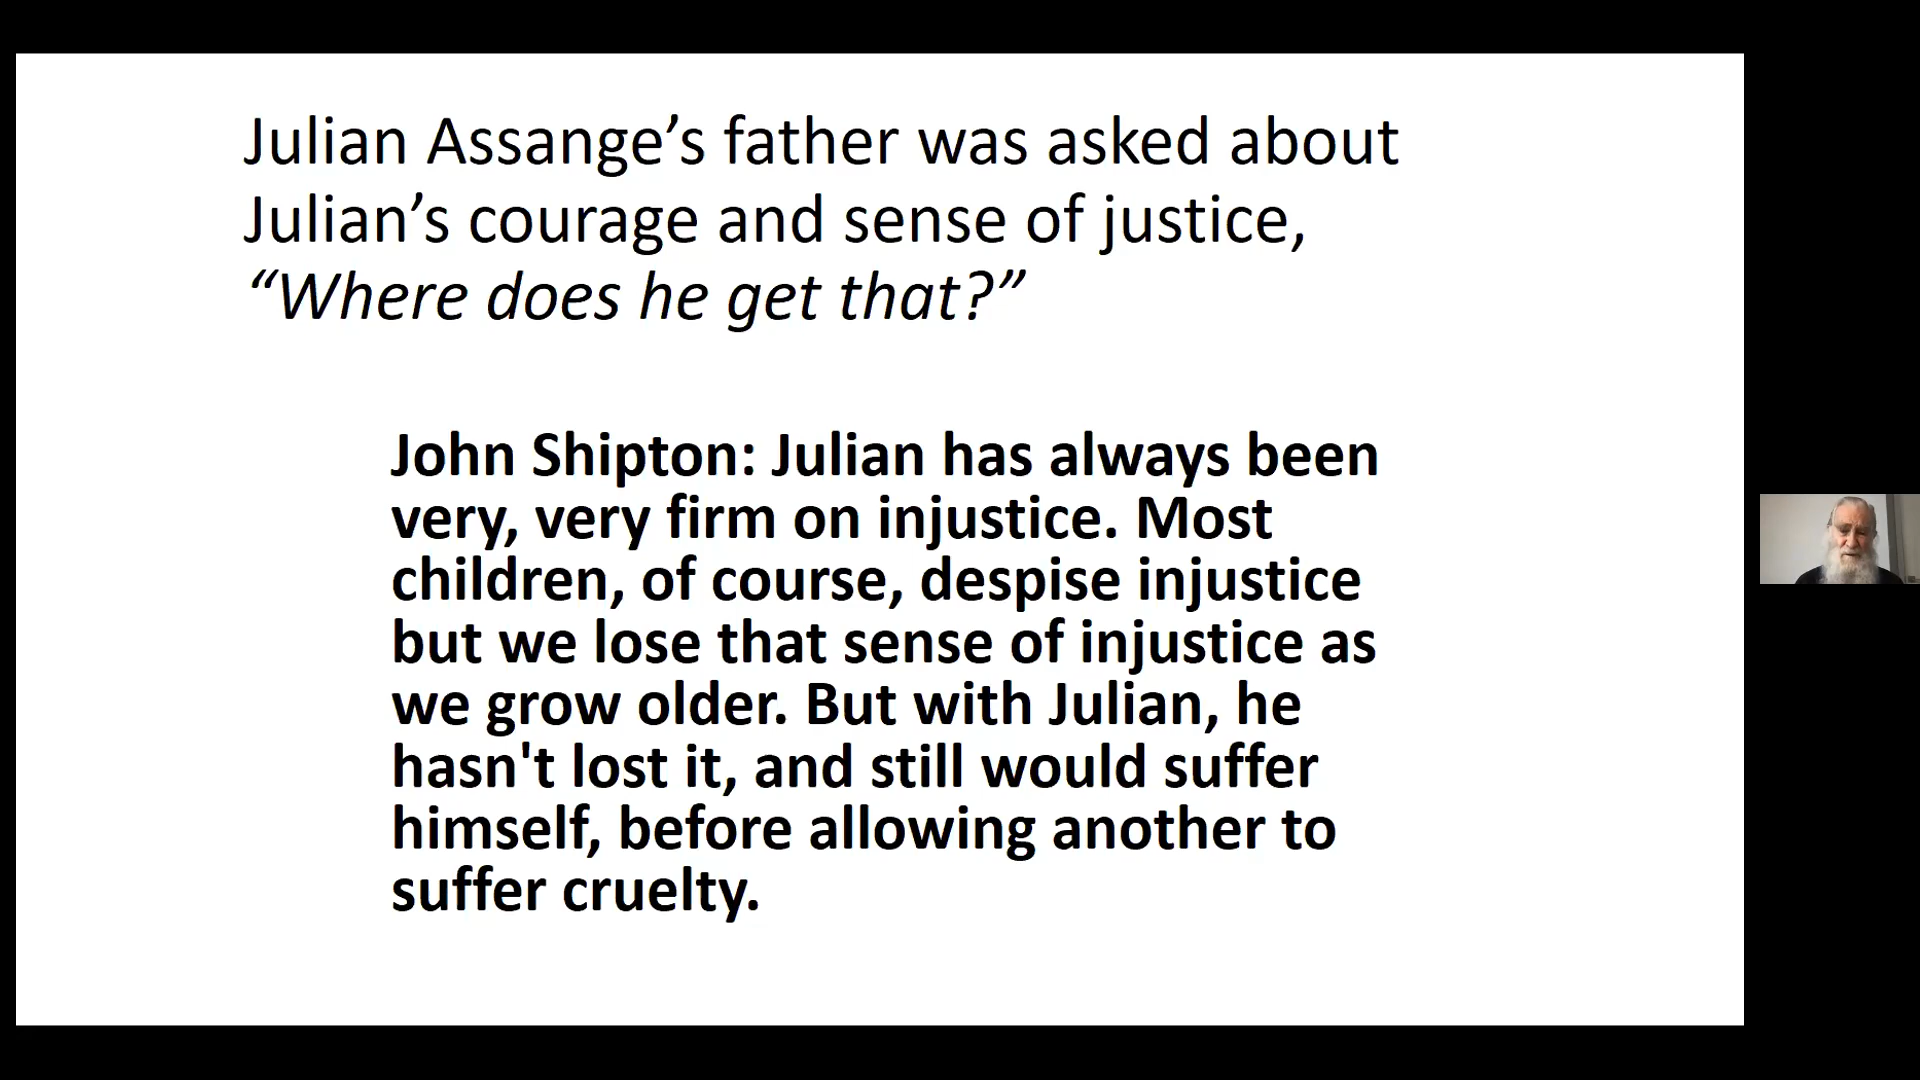 Julian Assange’s father was asked about
Julian’s courage and sense of justice,
“Where does he get that?”
John Shipton: Julian has always been
very, very firm on injustice. Most
children, of course, despise injustice
but we lose that sense of injustice as
we grow older. But with Julian, he
hasn't lost it, and still would suffer
himself, before allowing another to
suffer cruelty.